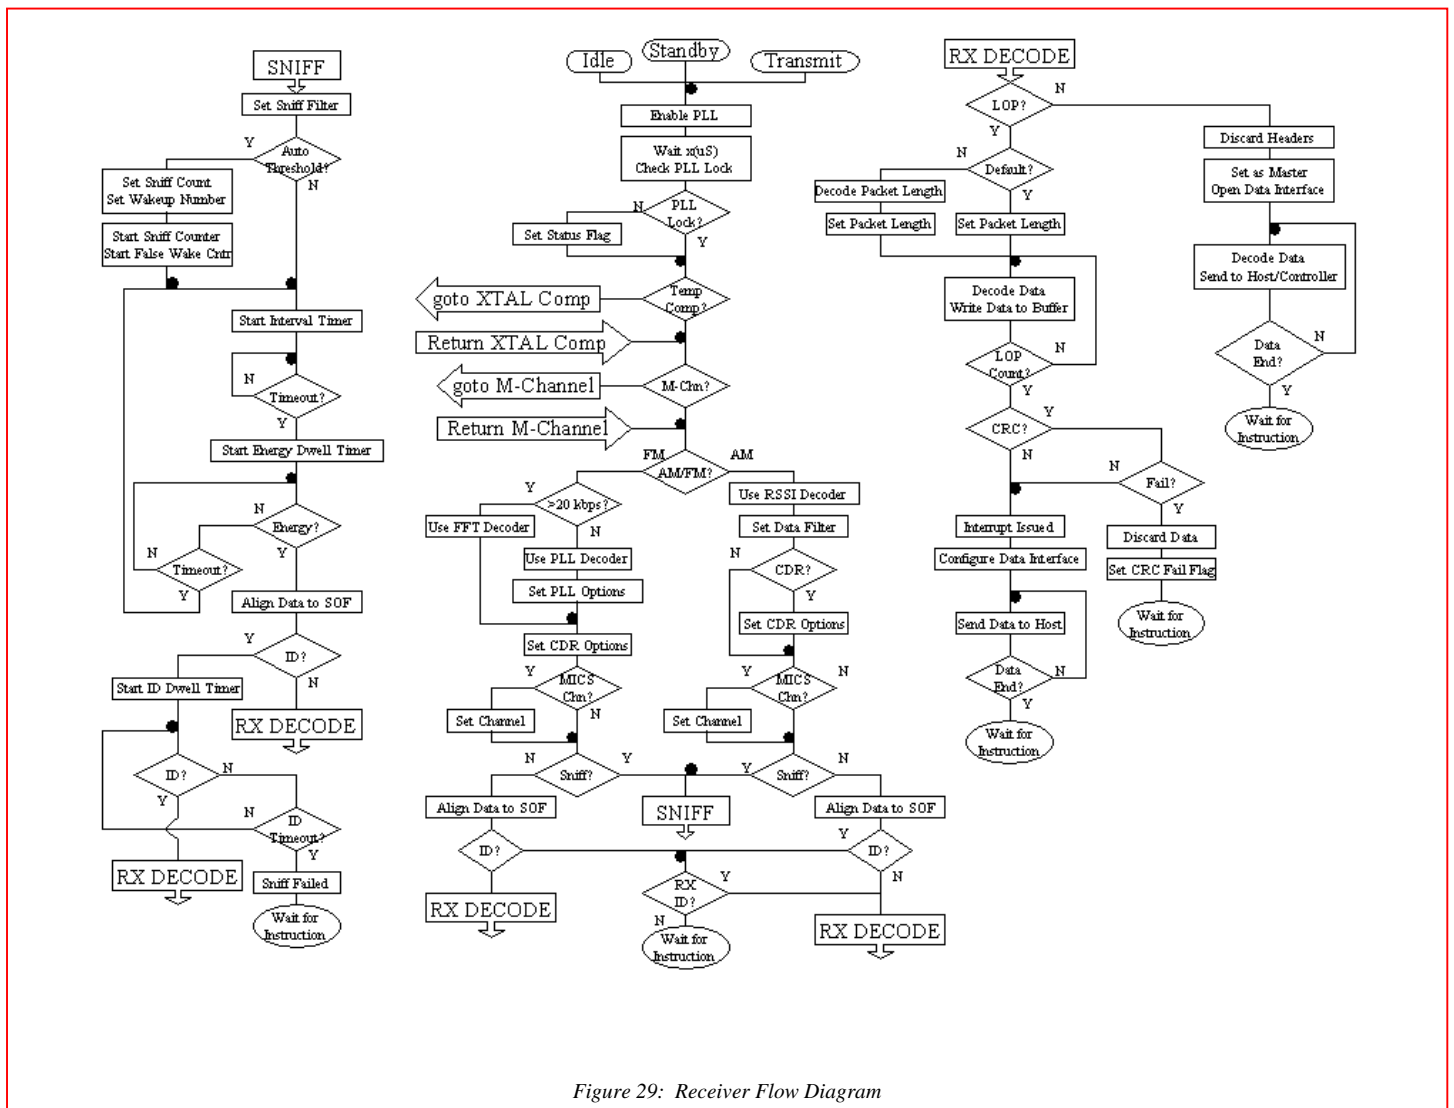 SNIFF
Set Sniff Filter
Y
Auto
Threshold?
N
Set Sniff Count
Set Wakeup Number
Start Sniff Counter
Start False Wake Cntr
Start Interval Timer
N
Timeout?
Y
Start Energy Dwell Timer
N
Energy?
Y
N
Timeout?
Y
Align Data to SOF
Y
ID?
N
Start ID Dwell Timer
RX DECODE
ID?
N
Y
N
ID
Timeout?
Y
RX DECODE
Sniff Failed
Wait for
Instruction
Idle
Standby
Transmit
Enable PLL
Wait x(uS)
Check PLL Lock
N
PLL
Lock?
Y
Set Status Flag
goto XTAL Comp
Temp
Comp?
Return XTAL Comp
goto M-Channel
M-Chn?
Return M-Channel
FM
AM
AM/FM?
Y
>20 kbps?
N
Use FFT Decoder
Use PLL Decoder
Set PLL Options
Set CDR Options
Y
MICS
Chn?
N
Set Channel
N
Sniff?
Y
Align Data to SOF
ID?
RX DECODE
Use RSSI Decoder
Set Data Filter
N
CDR?
Y
Set CDR Options
Y
MICS
Chn?
N
Set Channel
Y
Sniff?
N
SNIFF
Align Data to SOF
Y
ID?
N
RX
ID?
Y
N
Wait for
Instruction
RX DECODE
RX DECODE
LOP?
N
Y
N
Default?
Y
Decode Packet Length
Set Packet Length
Set Packet Length
Decode Data
Write Data to Buffer
LOP
Count?
N
Y
CRC?
Y
N
N
Fail?
Y
Interrupt Issued
Configure Data Interface
Discard Data
Set CRC Fail Flag
Wait for
Instruction
Send Data to Host
Data
End?
N
Y
Wait for
Instruction
Discard Headers
Set as Master
Open Data Interface
Decode Data
Send to Host/Controller
Data
End?
N
Y
Wait for
Instruction
Figure 29: Receiver Flow Diagram